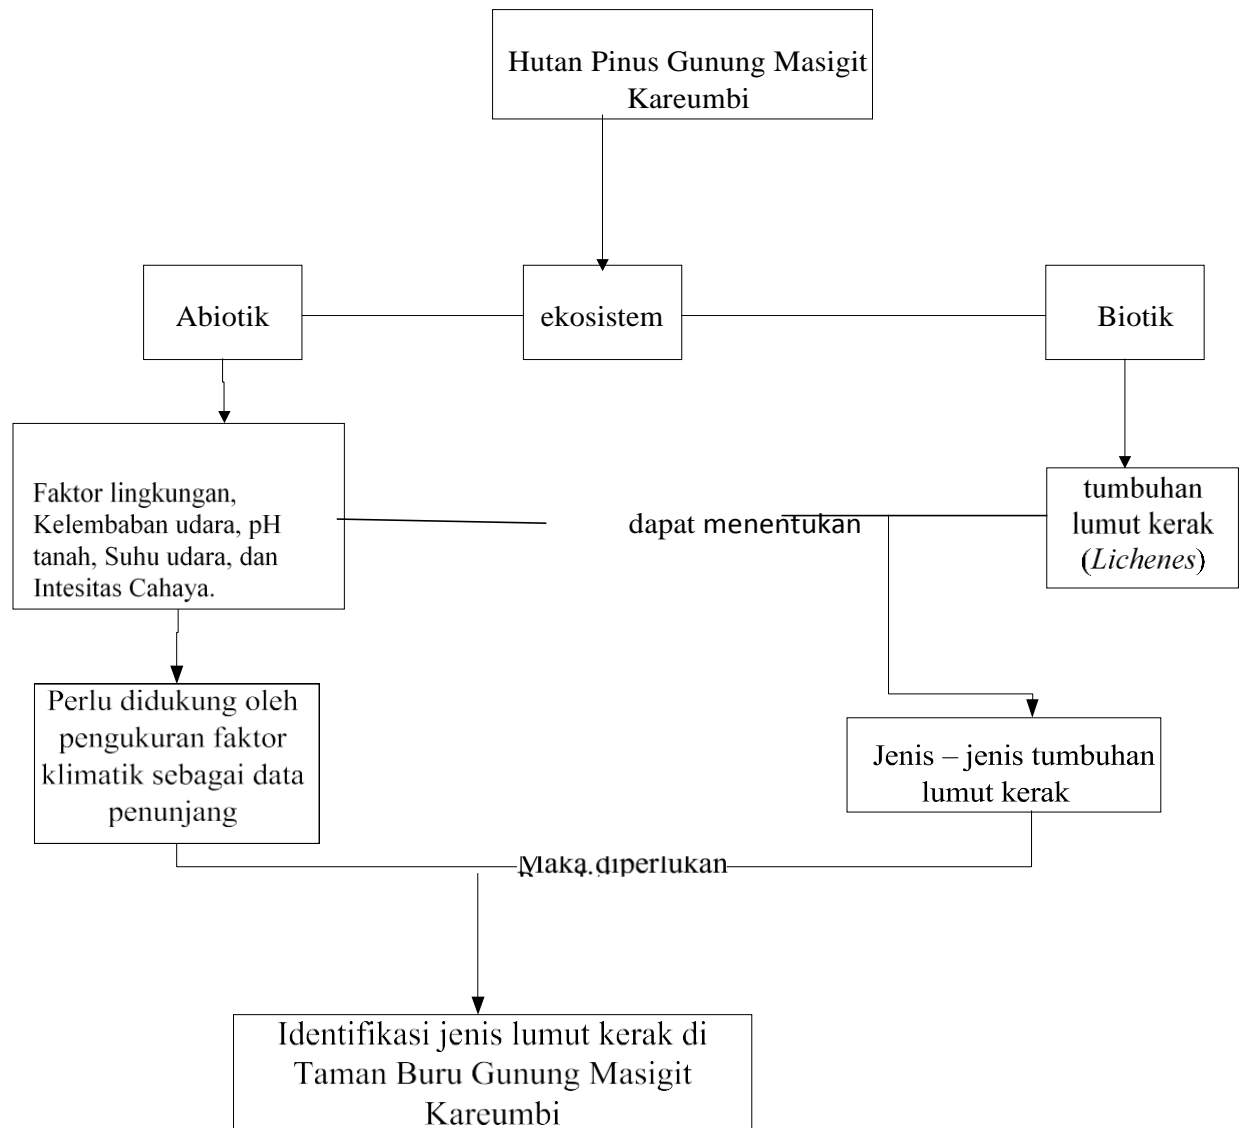 Hutan Pinus Gunung Masigit
Kareumbi
Abiotik
ekosistem
Biotik
Faktor lingkungan,
Kelembaban udara, pH
tanah, Suhu udara, dan
Intesitas Cahaya.
dapat menentukan
tumbuhan
lumut kerak
(Lichenes)
Perlu didukung oleh
pengukuran faktor
klimatik sebagai data
penunjang
Jenis – jenis tumbuhan
lumut kerak
Maka diperlukan
Identifikasi jenis lumut kerak di
Taman Buru Gunung Masigit
Kareumbi